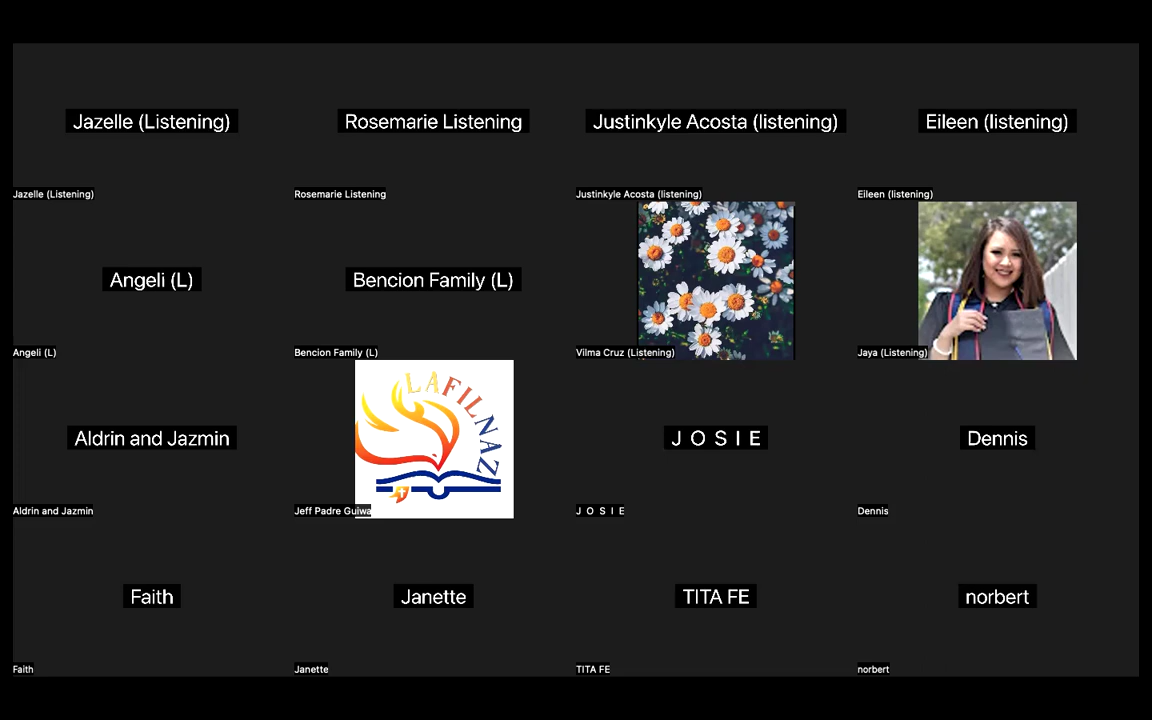 Jazelle (Listening)
Rosemarie Listening
Justinkyle Acosta (listening)
Eileen (listening)
Jazelle (Listening)
Rosemarie Listening
Justinkyle Acosta (listening)
Eileen (listening)
Angeli (L)
Bencion Family (L)
Angeli (L)
Bencion Family (L)
Vilma Cruz (Listening)
Jaya (Listening)
Aldrin and Jazmin
LAFILNAZ
J O S I E
Dennis
Aldrin and Jazmin
Jeff Padre Guiwa
J O S I E
Dennis
Faith
Janette
TITA FE
norbert
Faith
Janette
TITA FE
norbert